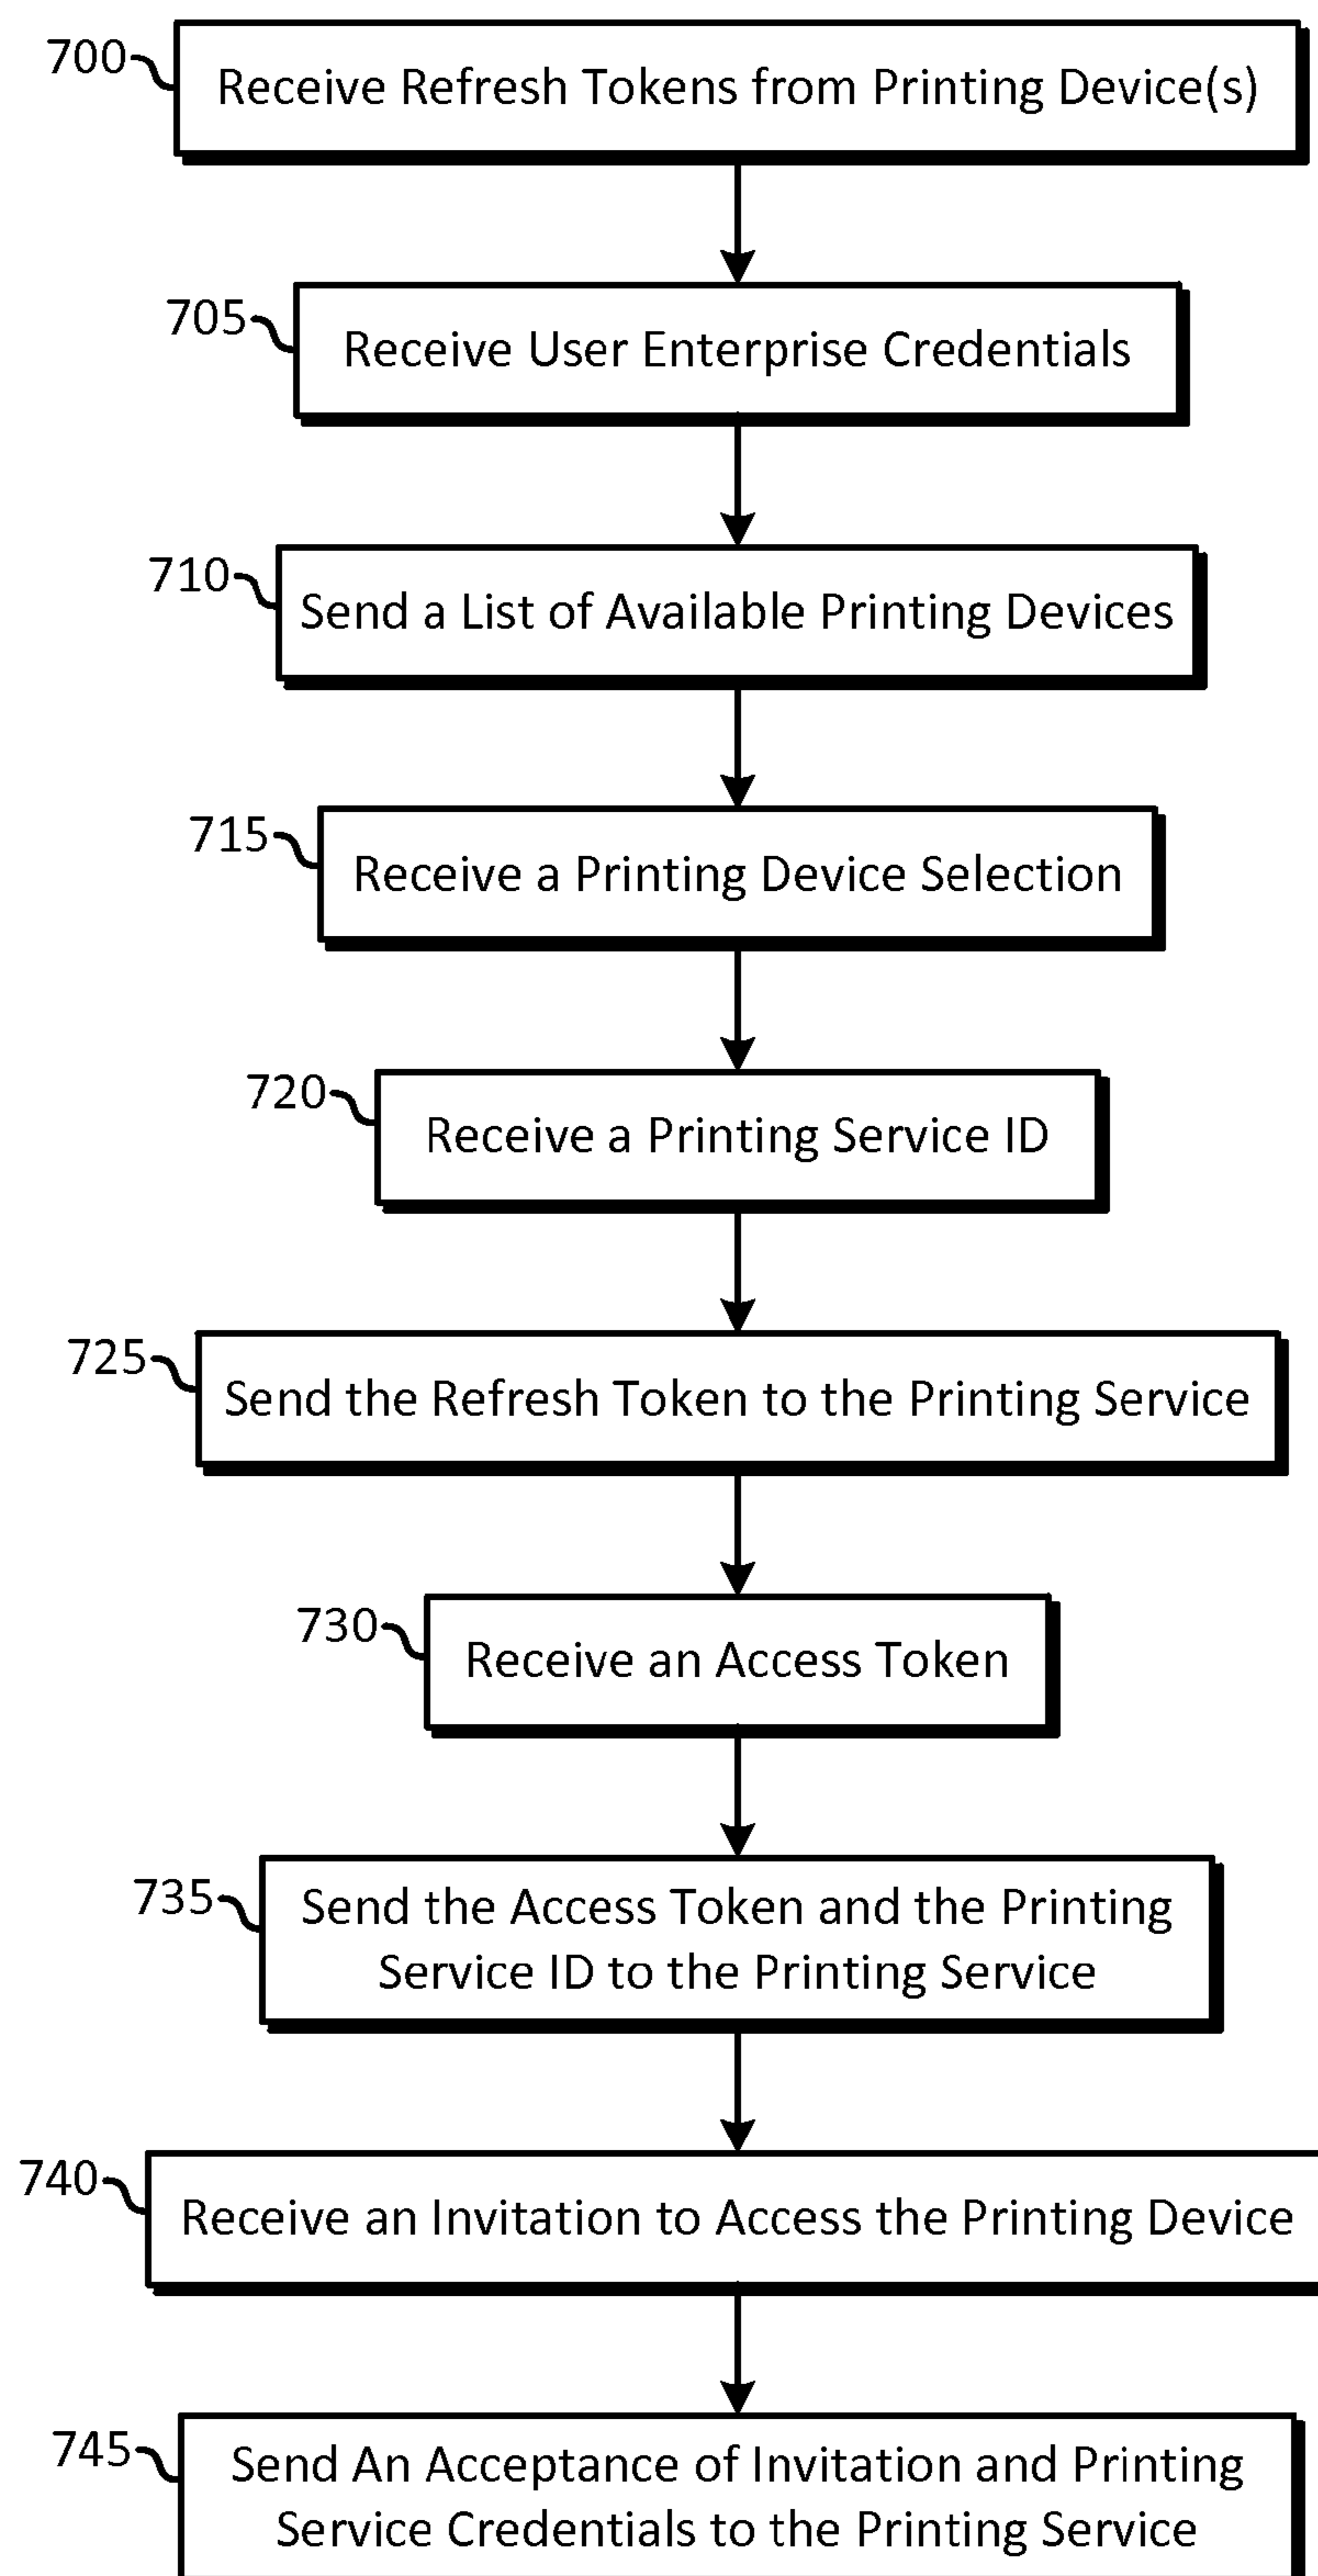 700
Receive Refresh Tokens from Printing Device(s)
705
Receive User Enterprise Credentials
710
Send a List of Available Printing Devices
715
Receive a Printing Device Selection
720
Receive a Printing Service ID
725
Send the Refresh Token to the Printing Service
730
Receive an Access Token
735
Send the Access Token and the Printing
Service ID to the Printing Service
740
Receive an Invitation to Access the Printing Device
745
Send An Acceptance of Invitation and Printing
Service Credentials to the Printing Service